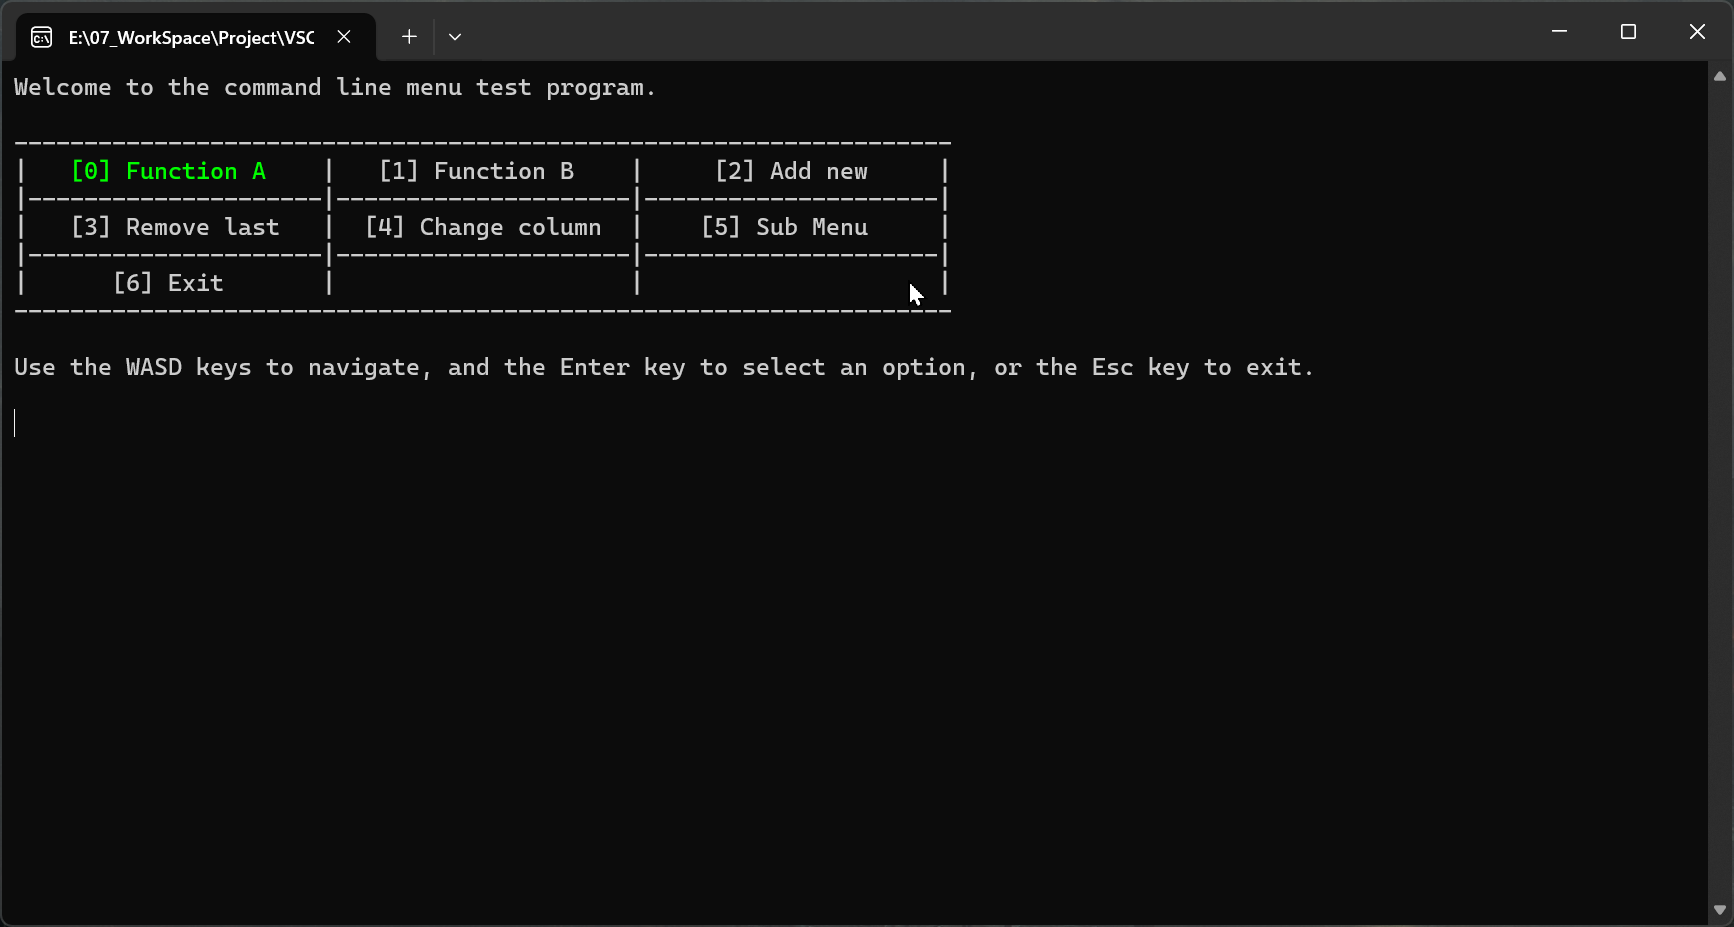 E:\07_WorkSpace\Project\VSC
Welcome to the command line menu test program.
-------------------------------------------------------------------
|   [0] Function A    |   [1] Function B    |     [2] Add new     |
|---------------------|---------------------|---------------------|
|   [3] Remove last   |  [4] Change column  |    [5] Sub Menu     |
|---------------------|---------------------|---------------------|
|      [6] Exit       |                     |                     |
-------------------------------------------------------------------
Use the WASD keys to navigate, and the Enter key to select an option, or the Esc key to exit.